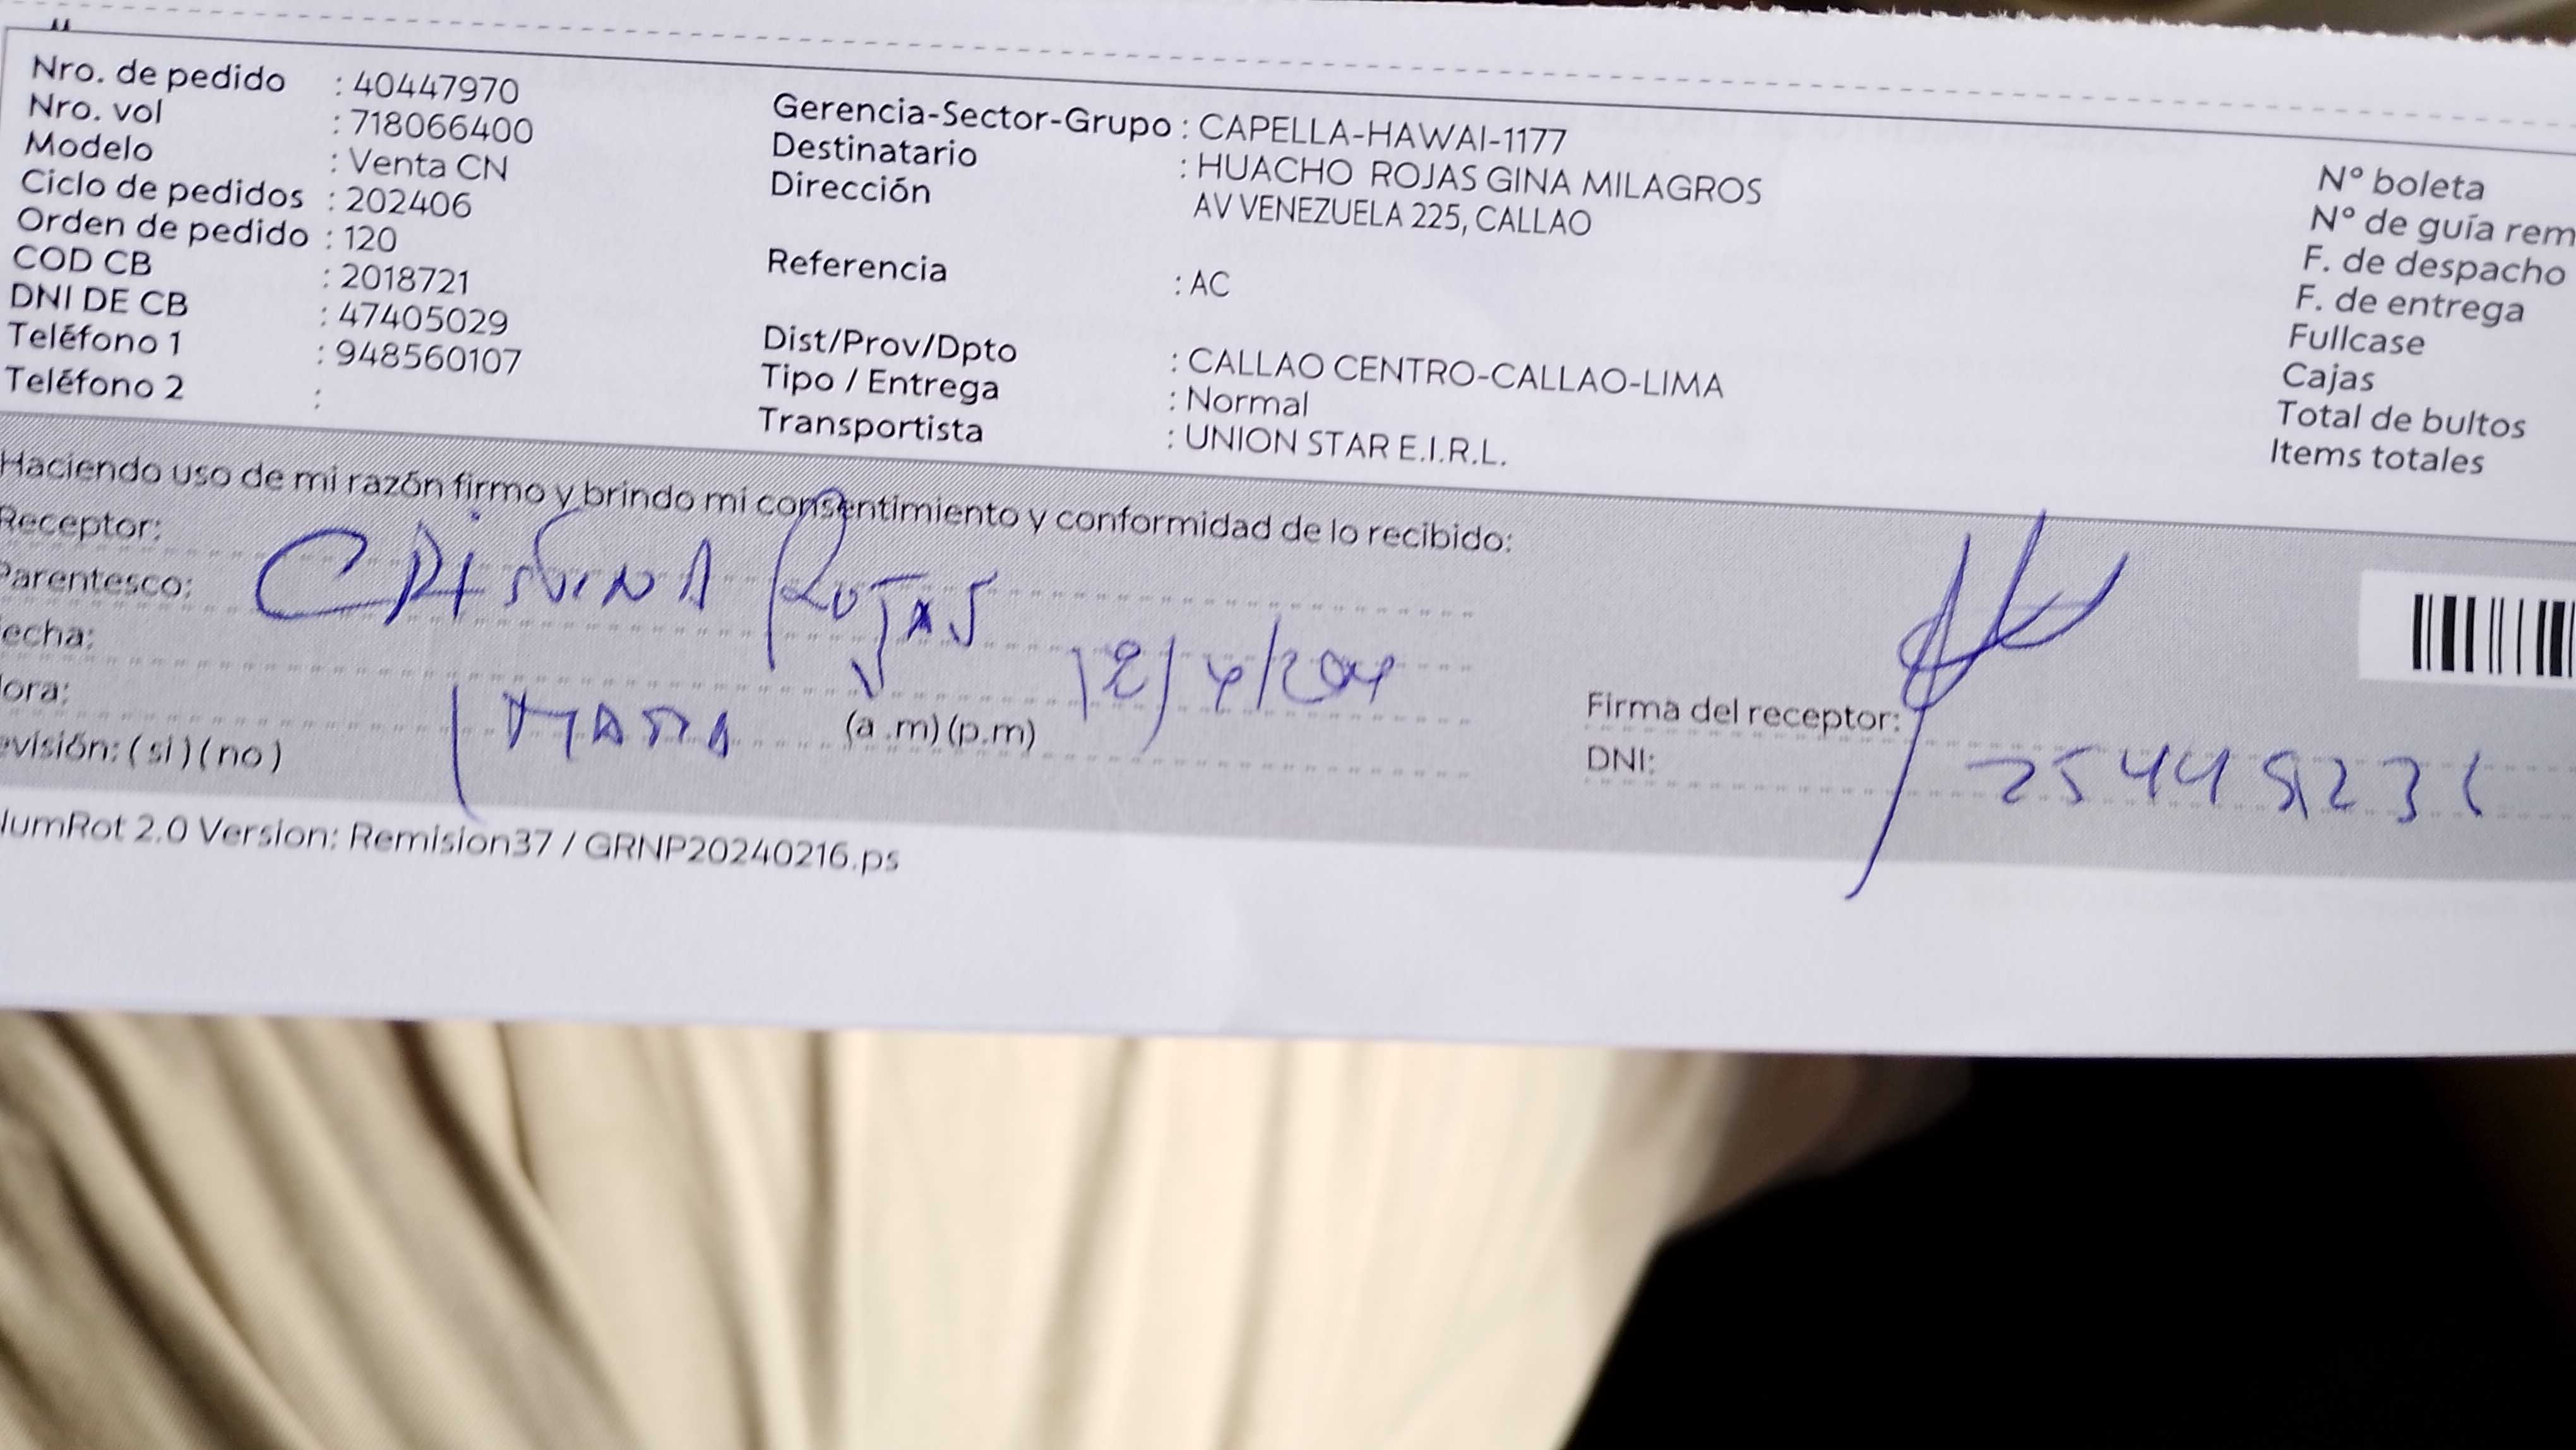 Nro. de pedido : 40447970
Nro. vol : 718066400
Modelo : Venta CN
Ciclo de pedidos : 202406
Orden de pedido : 120
COD CB : 2018721
DNI DE CB : 47405029
Teléfono 1 : 948560107
Teléfono 2 :
Gerencia-Sector-Grupo : CAPELLA-HAWAI-1177
Destinatario : HUACHO ROJAS GINA MILAGROS
Dirección AV VENEZUELA 225, CALLAO
Referencia : AC
Dist/Prov/Dpto : CALLAO CENTRO-CALLAO-LIMA
Tipo / Entrega : Normal
Transportista : UNION STAR E.I.R.L.
N° boleta
N° de guía rem
F. de despacho
F. de entrega
Fullcase
Cajas
Total de bultos
Items totales
Haciendo uso de mi razón firmo y brindo mi consentimiento y conformidad de lo recibido:
Receptor:
Parentesco: CRISTINA ROJAS
echa:
ora: (a.m) (p.m)
evisión: ( si ) ( no )
Firma del receptor:
DNI:
NumRot 2.0 Version: Remision37 / GRNP20240216.ps